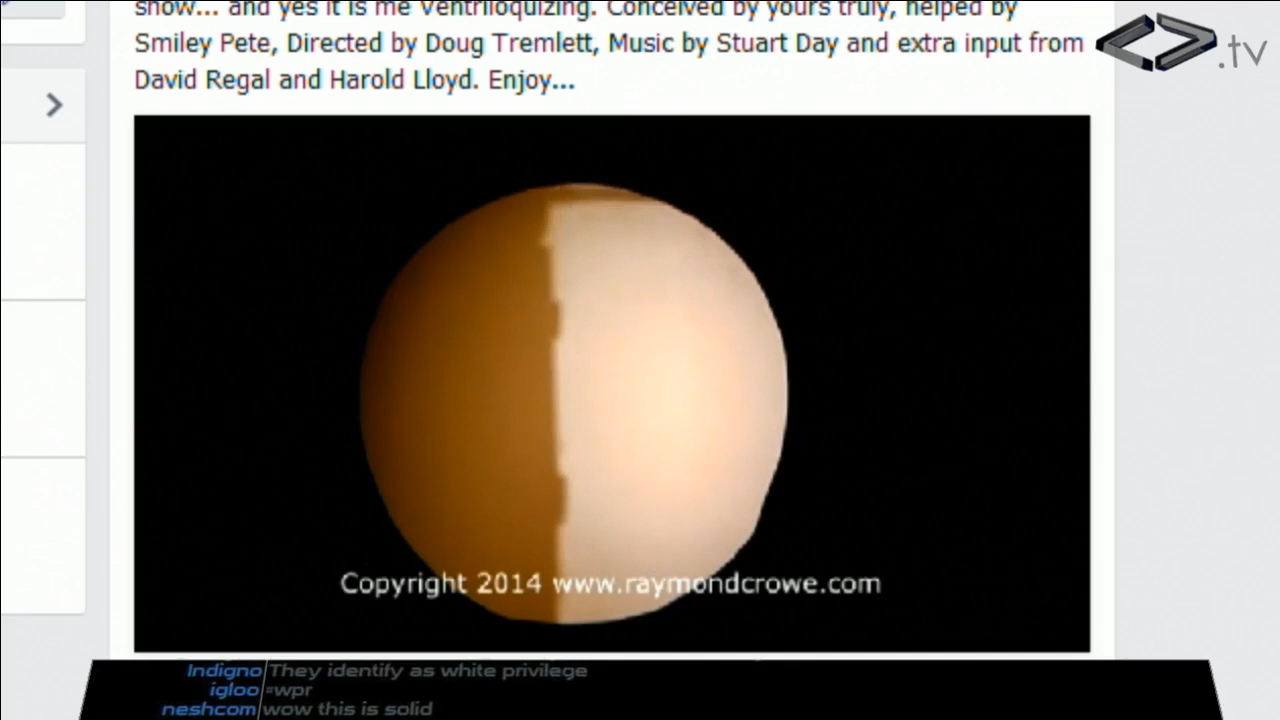 show... and yes it is me Ventriloquizing. Conceived by yours truly, helped by
Smiley Pete, Directed by Doug Tremlett, Music by Stuart Day and extra input from
David Regal and Harold Lloyd. Enjoy...
.tv
Copyright 2014 www.raymondcrowe.com
Indigno They identify as white privilege
igloo =wpr
neshcom wow this is solid